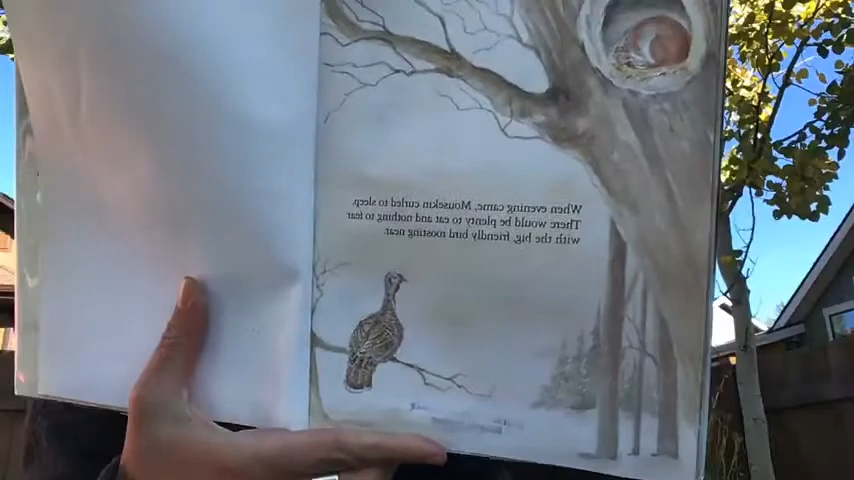 When evening came, Mouseskin curled to sleep.
There would be plenty to eat and nothing to fear
with the big, friendly bird roosting near.